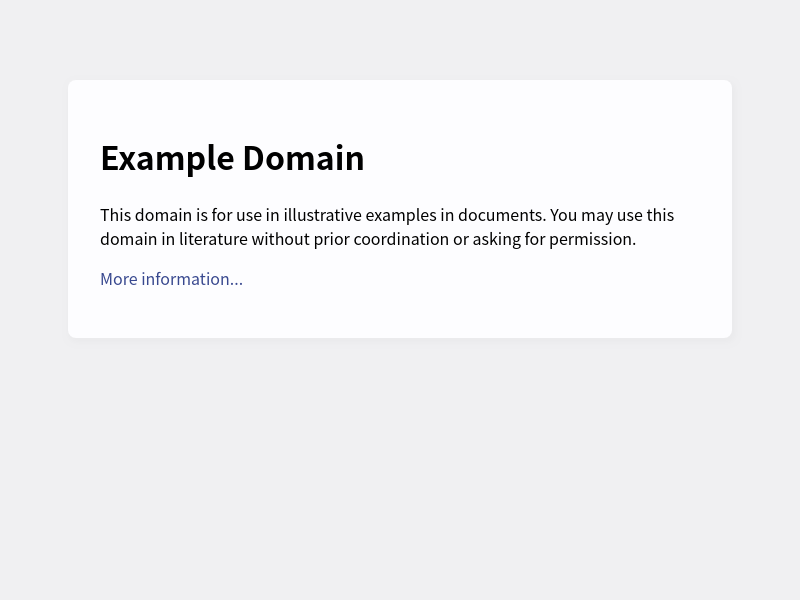 Example Domain
This domain is for use in illustrative examples in documents. You may use this
domain in literature without prior coordination or asking for permission.
More information...